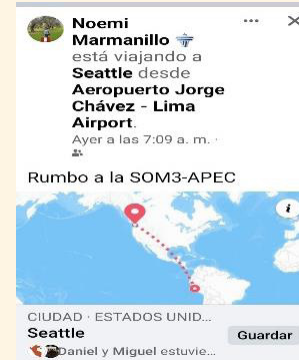 Noemi
Marmanillo
está viajando a
Seattle desde
Aeropuerto Jorge
Chávez - Lima
Airport.
Ayer a las 7:09 a. m. ·
Rumbo a la SOM3-APEC
i
CIUDAD · ESTADOS UNID...
Seattle
Guardar
Daniel y Miguel estuvie...